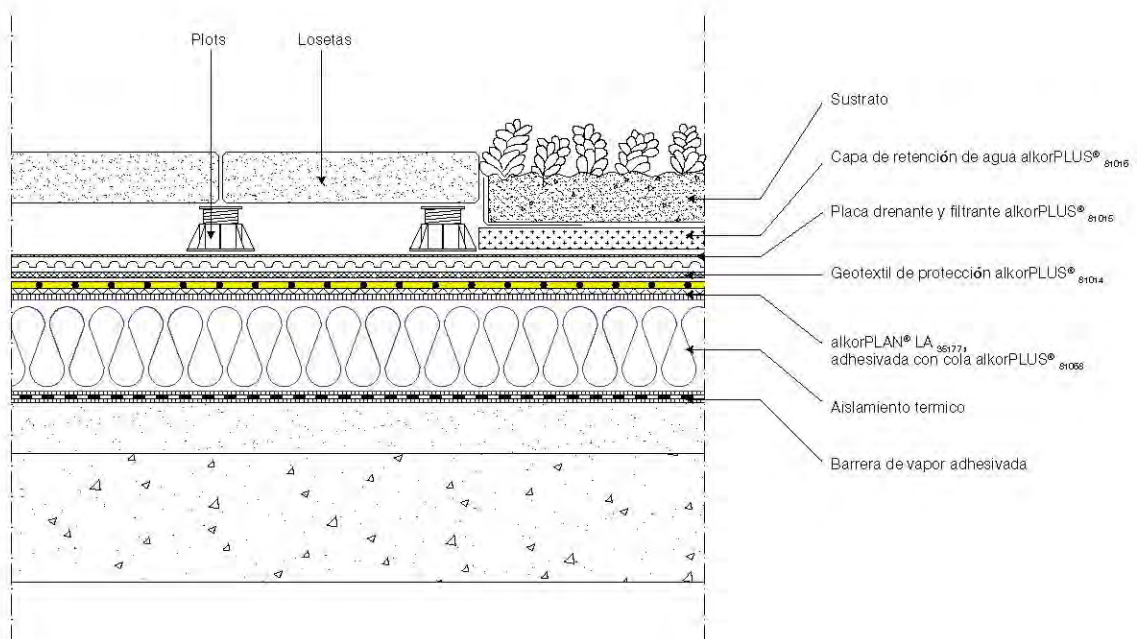 Plots
Losetas
Sustrato
Capa de retención de agua alkorPLUS® 81016
Placa drenante y filtrante alkorPLUS® 81015
Geotextil de protección alkorPLUS® 81014
alkorPLAN® LA 35177
adhesivada con cola alkorPLUS® 81068
Aislamiento termico
Barrera de vapor adhesivada